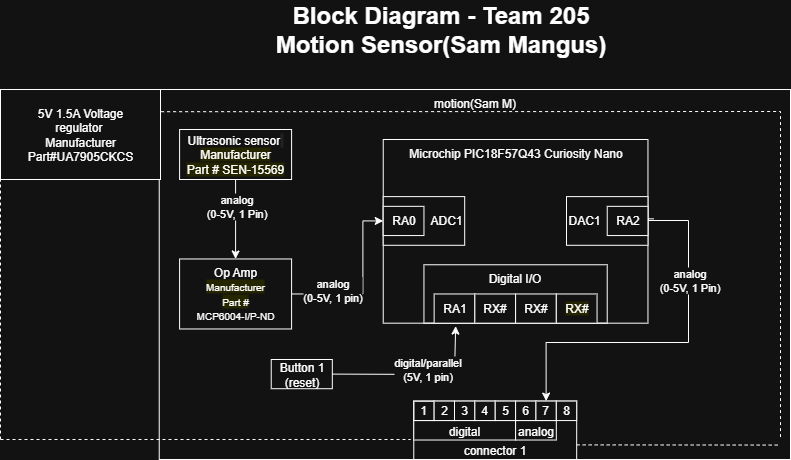 Block Diagram - Team 205
Motion Sensor(Sam Mangus)
motion(Sam M)
5V 1.5A Voltage
regulator
Manufacturer
Part#UA7905CKCS
Ultrasonic sensor
Manufacturer
Part # SEN-15569
Microchip PIC18F57Q43 Curiosity Nano
analog
(0-5V, 1 Pin)
RA0
ADC1
DAC1
RA2
Op Amp
Manufacturer
Part #
MCP6004-I/P-ND
analog
(0-5V, 1 pin)
Digital I/O
RA1
RX#
RX#
RX#
analog
(0-5V, 1 Pin)
Button 1
(reset)
digital/parallel
(5V, 1 pin)
1 2 3 4 5 6 7 8
digital
analog
connector 1